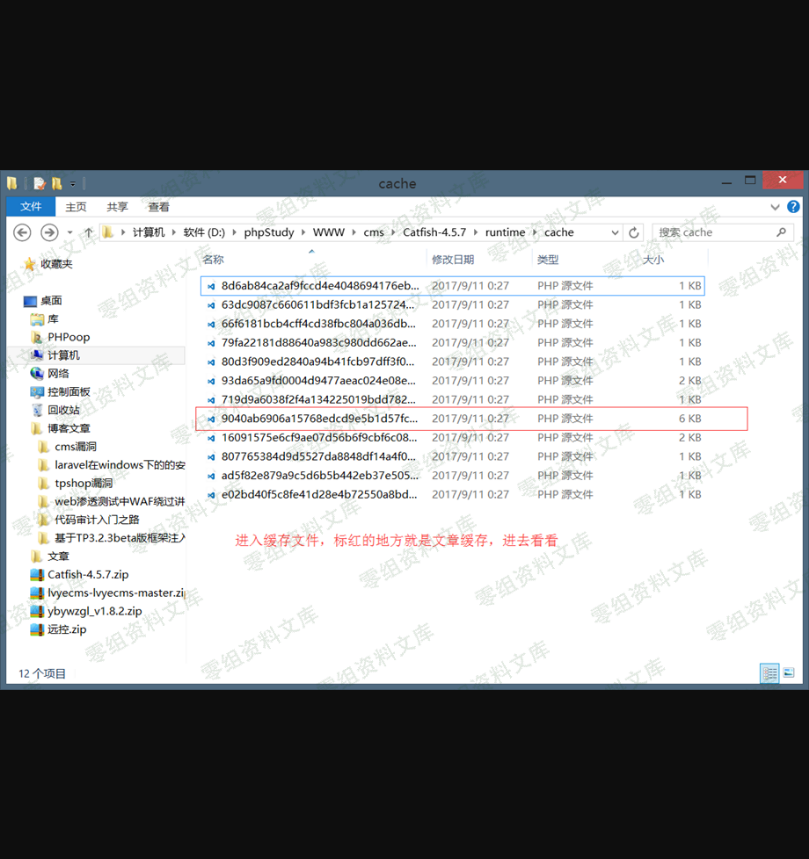 cache
文件 主页 共享 查看
计算机 软件 (D:) phpStudy WWW cms Catfish-4.5.7 runtime cache 搜索 cache
收藏夹
桌面
库
PHPoop
计算机
网络
控制面板
回收站
博客文章
cms漏洞
laravel在windows下的的安
tpshop漏洞
web渗透测试中WAF绕过讲
代码审计入门之路
基于TP3.2.3beta版框架注入
文章
Catfish-4.5.7.zip
lvyecms-lvyecms-master.zip
ybywzgl_v1.8.2.zip
远控.zip
名称 修改日期 类型 大小
8d6ab84ca2af9fccd4e4048694176eb... 2017/9/11 0:27 PHP 源文件 1 KB
63dc9087c660611bdf3fcb1a125724... 2017/9/11 0:27 PHP 源文件 1 KB
66f6181bcb4cff4cd38fbc804a036db... 2017/9/11 0:27 PHP 源文件 1 KB
79fa22181d88640a983c980dd662ae... 2017/9/11 0:27 PHP 源文件 1 KB
80d3f909ed2840a94b41fcb97dff3f0... 2017/9/11 0:27 PHP 源文件 1 KB
93da65a9fd0004d9477aeac024e08e... 2017/9/11 0:27 PHP 源文件 2 KB
719d9a6038f2f4a134225019bdd782... 2017/9/11 0:27 PHP 源文件 1 KB
9040ab6906a15768edcd9e5b1d57fc... 2017/9/11 0:27 PHP 源文件 6 KB
16091575e6cf9ae07d56b6f9cbf6c08... 2017/9/11 0:27 PHP 源文件 2 KB
807765384d9d5527da8848df14a4f0... 2017/9/11 0:27 PHP 源文件 1 KB
ad5f82e879a9c5d6b5b442eb37e505... 2017/9/11 0:27 PHP 源文件 1 KB
e02bd40f5c8fe41d28e4b72550a8bd... 2017/9/11 0:27 PHP 源文件 1 KB
进入缓存文件，标红的地方就是文章缓存，进去看看
12 个项目
零组资料文库